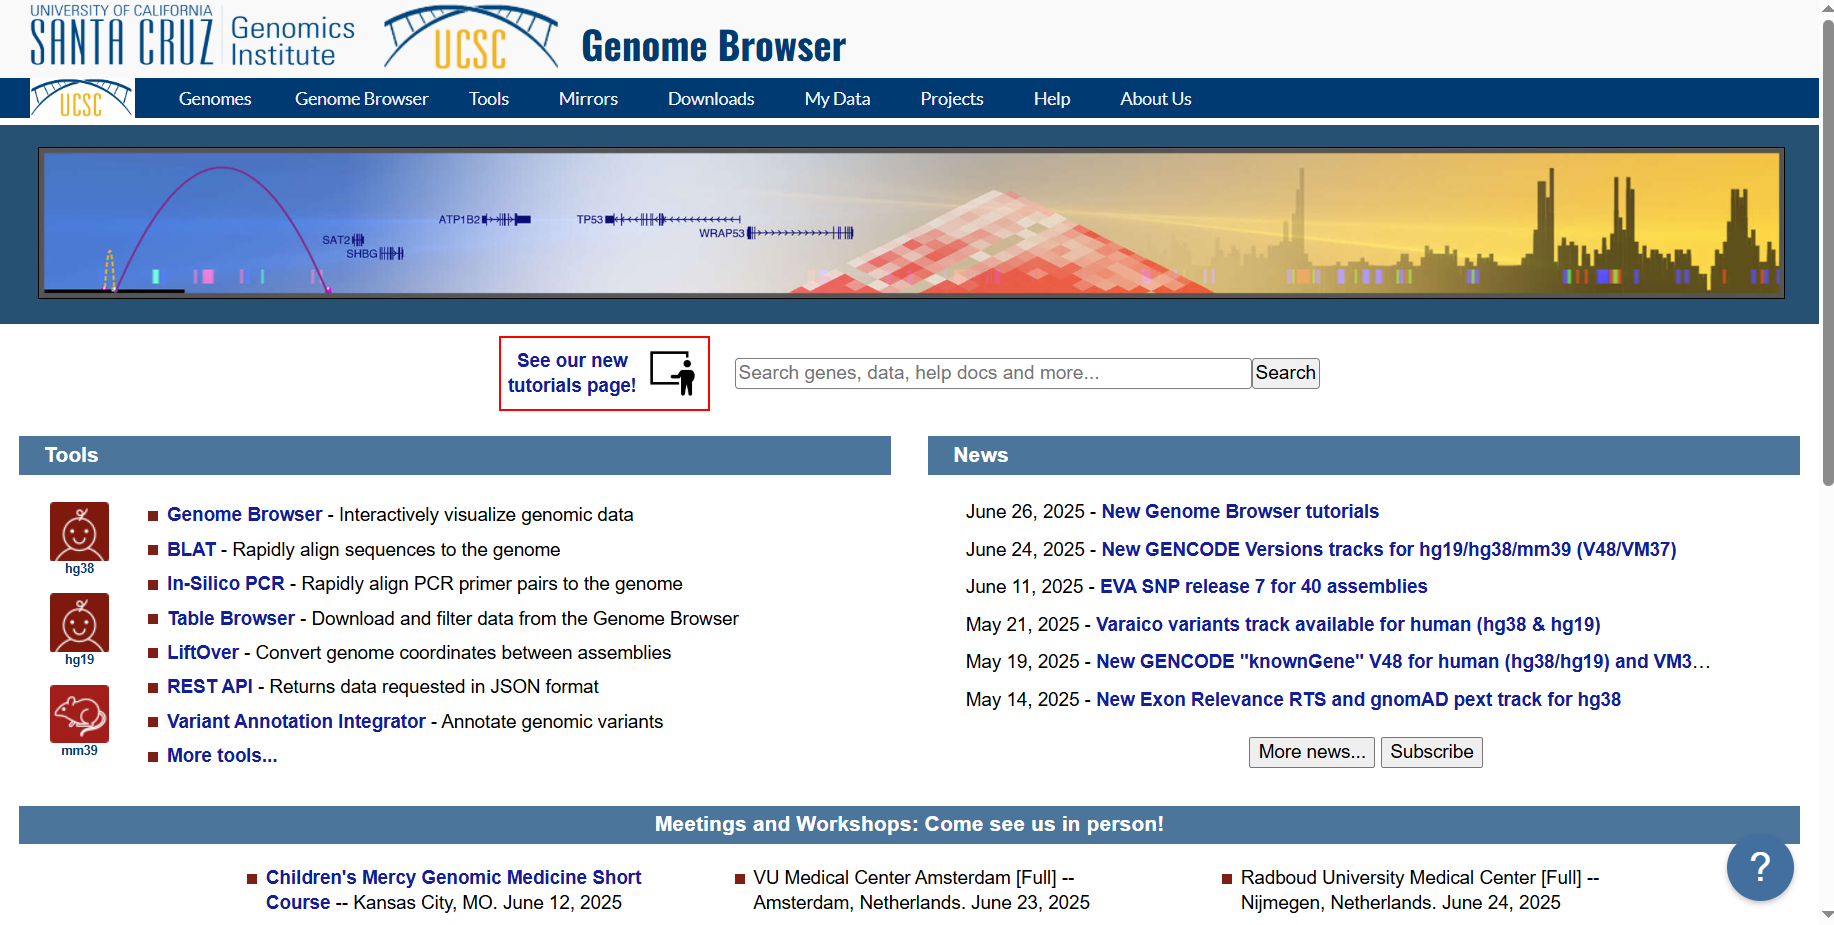 UNIVERSITY OF CALIFORNIA
SANTA CRUZ
Genomics
Institute
UCSC
Genome Browser
UCSC
Genomes
Genome Browser
Tools
Mirrors
Downloads
My Data
Projects
Help
About Us
ATP1B2
TP53
WRAP53
SAT2
SHBG
See our new
tutorials page!
Search genes, data, help docs and more...
Search
Tools
hg38
hg19
mm39
Genome Browser - Interactively visualize genomic data
BLAT - Rapidly align sequences to the genome
In-Silico PCR - Rapidly align PCR primer pairs to the genome
Table Browser - Download and filter data from the Genome Browser
LiftOver - Convert genome coordinates between assemblies
REST API - Returns data requested in JSON format
Variant Annotation Integrator - Annotate genomic variants
More tools...
News
June 26, 2025 - New Genome Browser tutorials
June 24, 2025 - New GENCODE Versions tracks for hg19/hg38/mm39 (V48/VM37)
June 11, 2025 - EVA SNP release 7 for 40 assemblies
May 21, 2025 - Varaico variants track available for human (hg38 & hg19)
May 19, 2025 - New GENCODE "knownGene" V48 for human (hg38/hg19) and VM3...
May 14, 2025 - New Exon Relevance RTS and gnomAD pext track for hg38
More news...
Subscribe
Meetings and Workshops: Come see us in person!
Children's Mercy Genomic Medicine Short
Course -- Kansas City, MO. June 12, 2025
VU Medical Center Amsterdam [Full] --
Amsterdam, Netherlands. June 23, 2025
Radboud University Medical Center [Full] --
Nijmegen, Netherlands. June 24, 2025
?